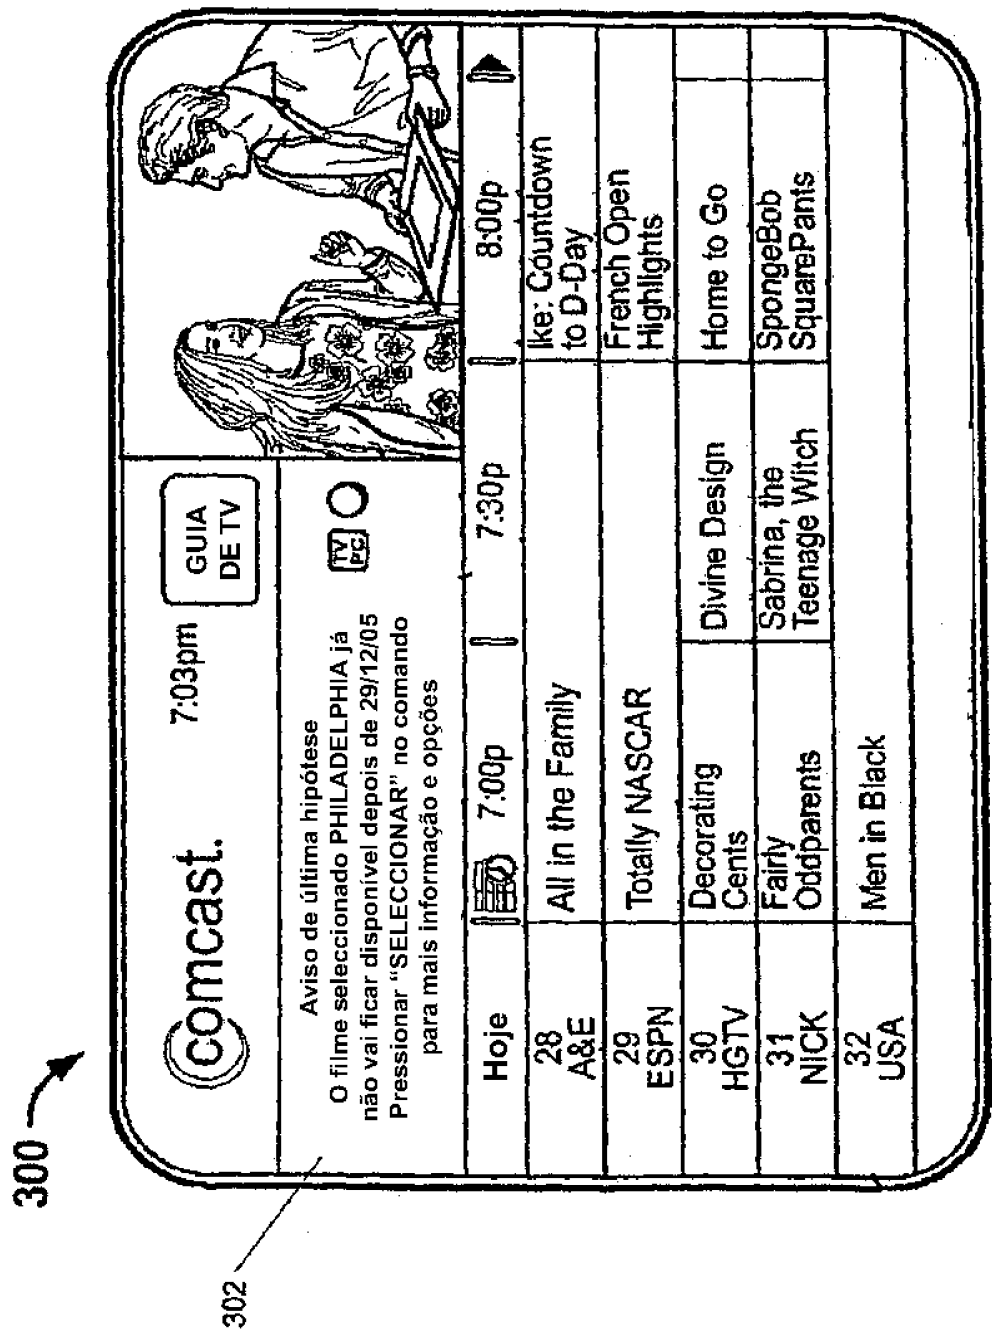 300
302
comcast.
7:03pm
GUIA
DE TV
Aviso de última hipótese
O filme seleccionado PHILADELPHIA já
não vai ficar disponível depois de 29/12/05
Pressionar “SELECCIONAR” no comando
para mais informação e opções
TV
PC
Hoje 7:00p 7:30p 8:00p
28
A&E
All in the Family
Ike: Countdown
to D-Day
29
ESPN
Totally NASCAR
French Open
Highlights
30
HGTV
Decorating
Cents
Divine Design
Home to Go
31
NICK
Fairly
Oddparents
Sabrina, the
Teenage Witch
SpongeBob
SquarePants
32
USA
Men in Black